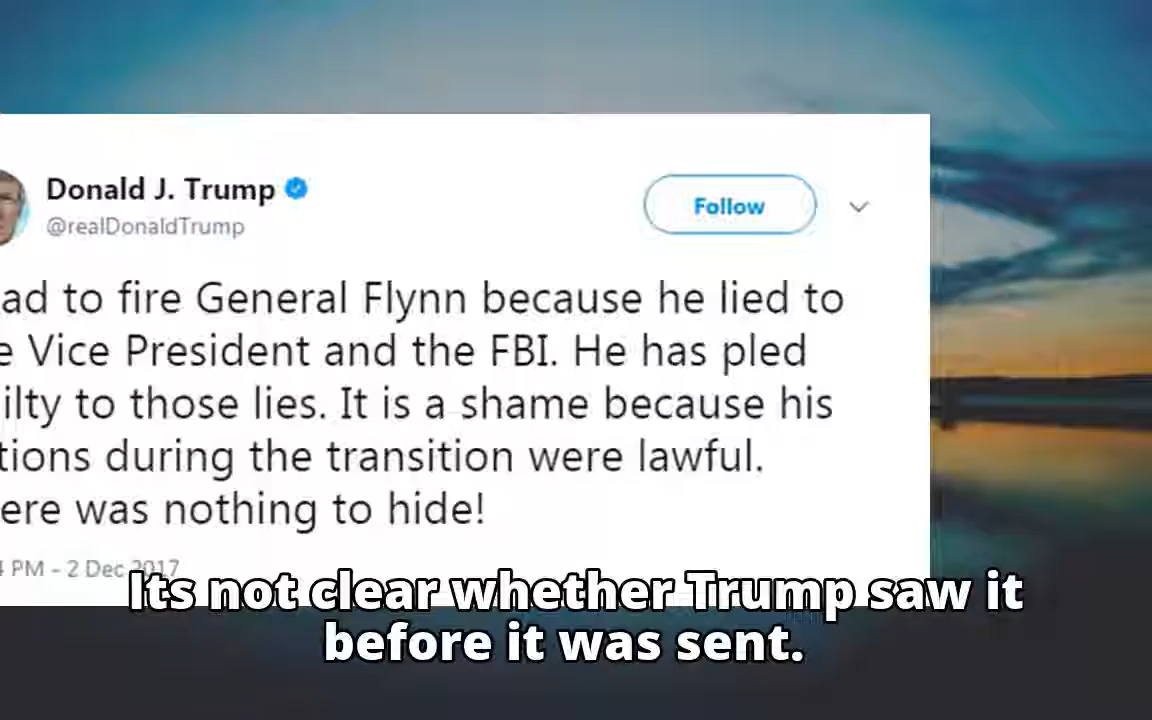 Donald J. Trump
@realDonaldTrump
Follow
ad to fire General Flynn because he lied to
e Vice President and the FBI. He has pled
ilty to those lies. It is a shame because his
tions during the transition were lawful.
ere was nothing to hide!
4 PM - 2 Dec 2017
Its not clear whether Trump saw it
before it was sent.